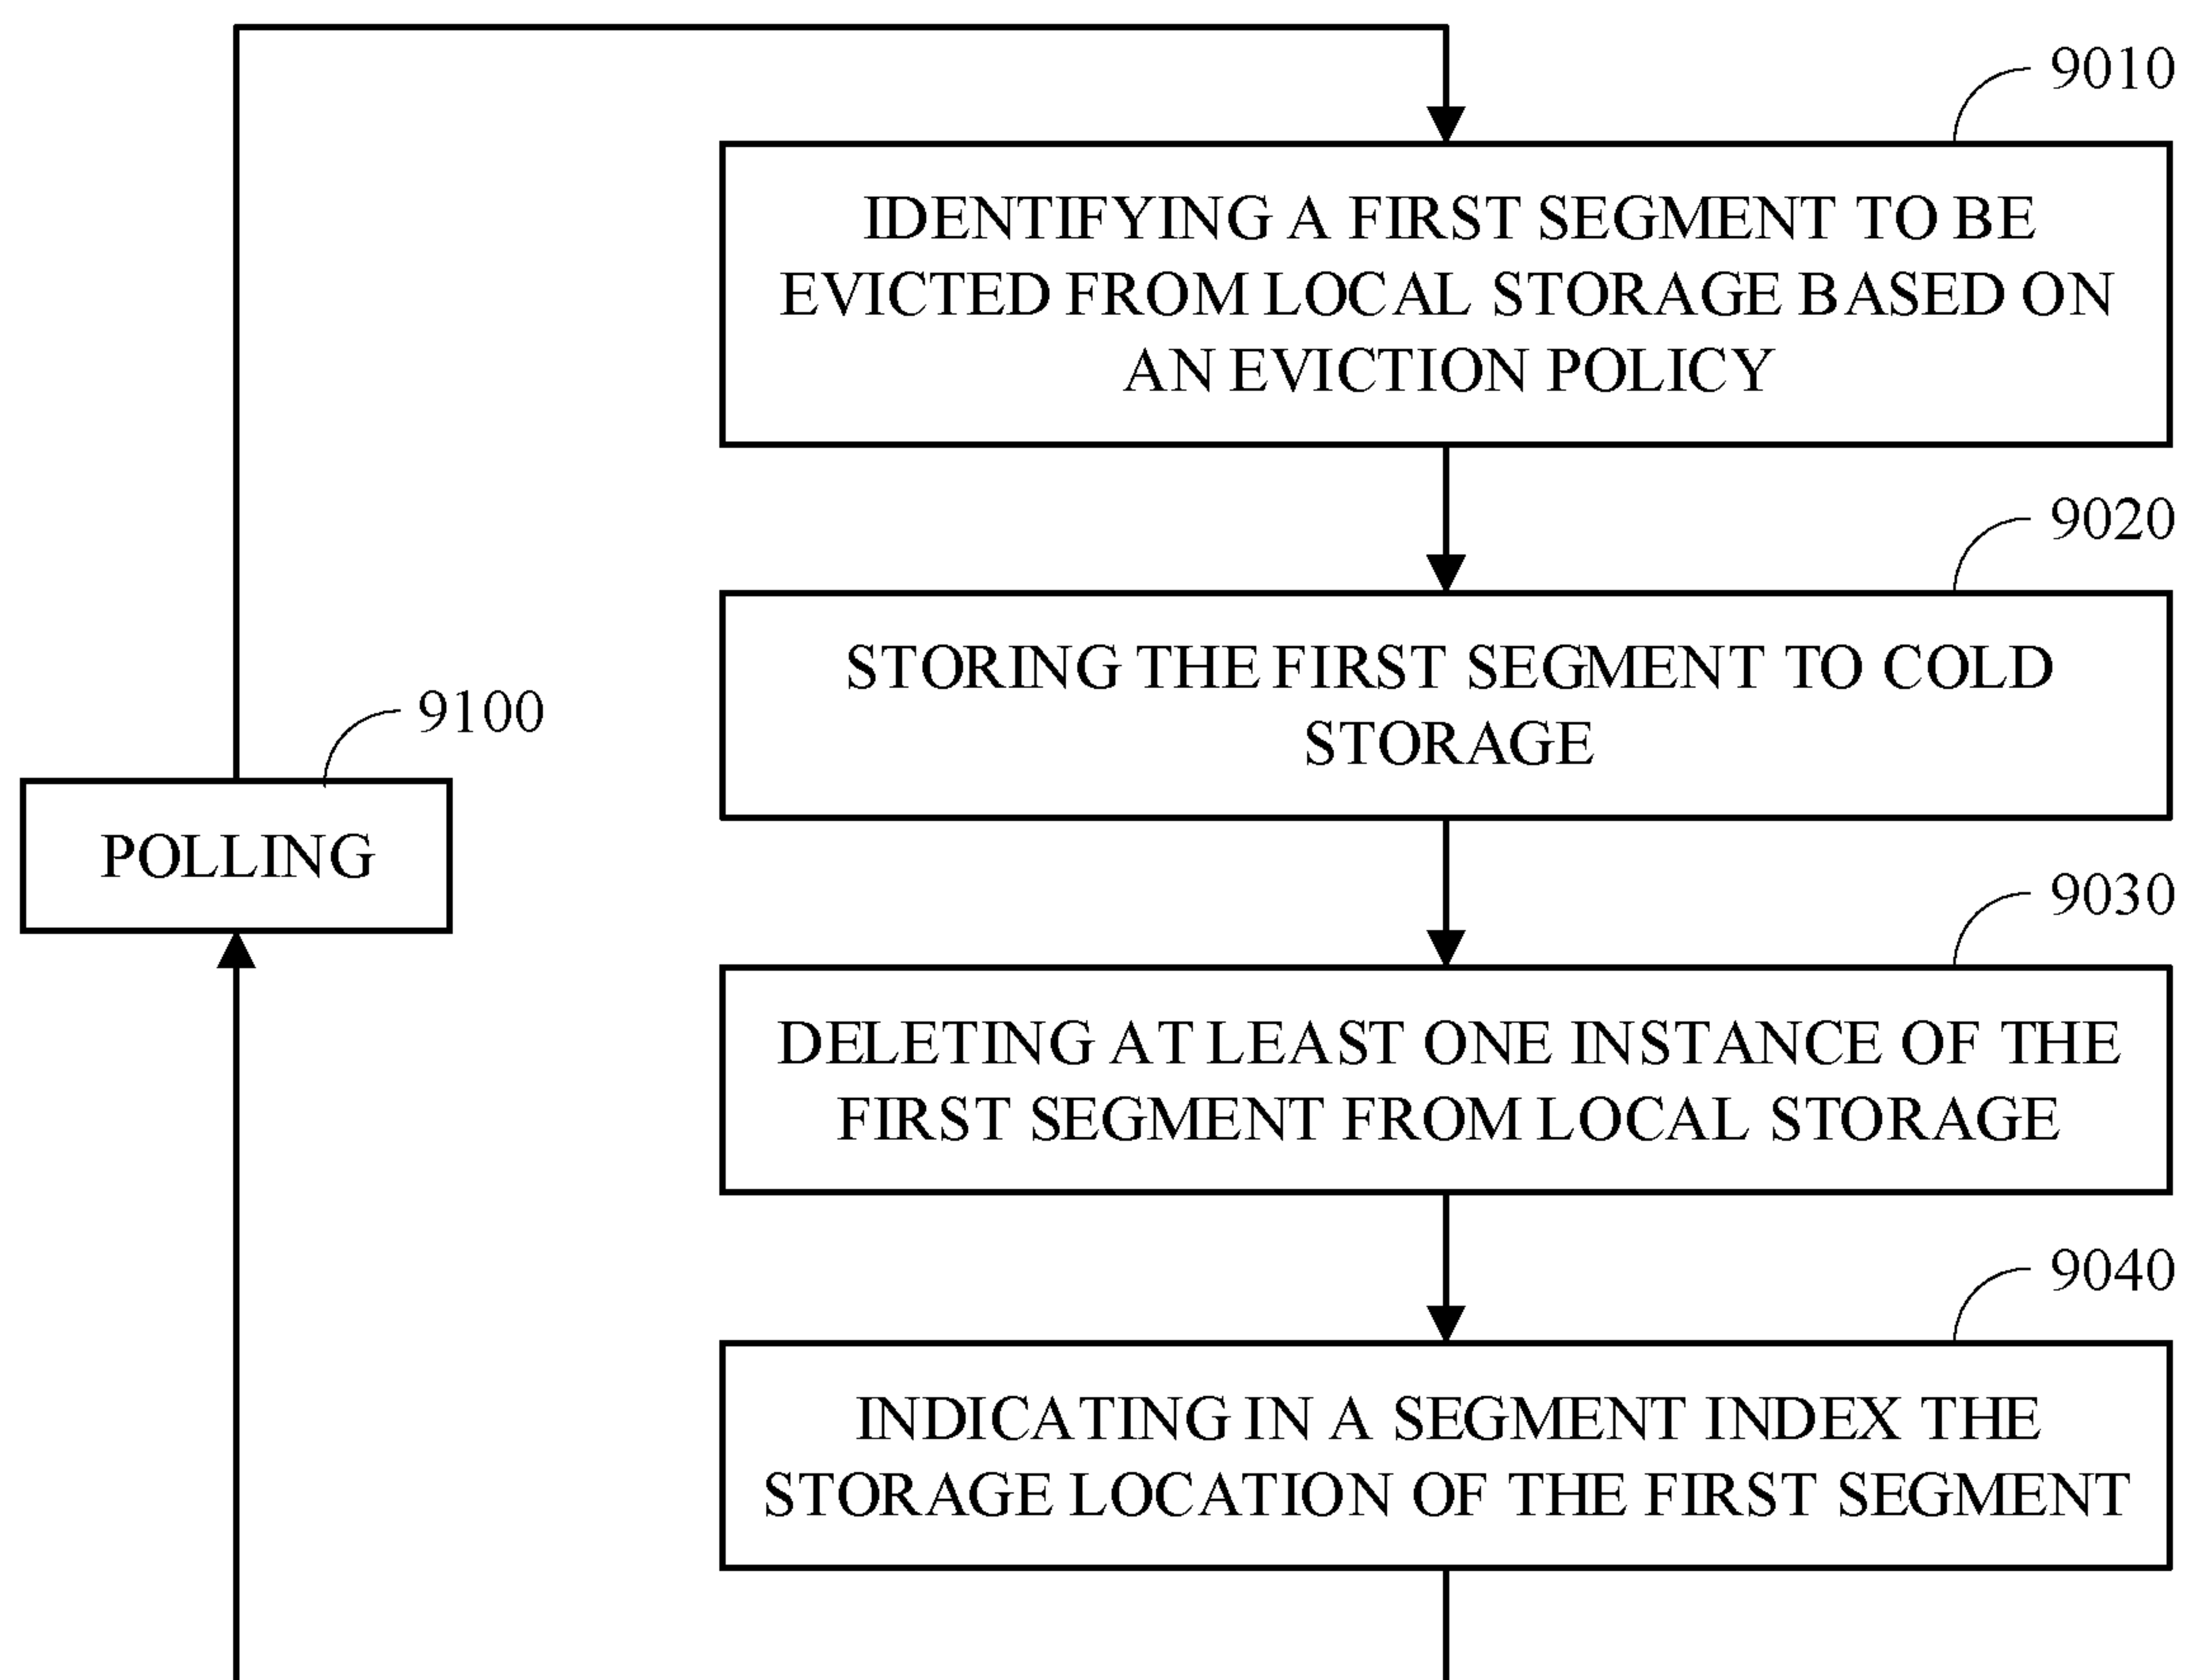 9010
IDENTIFYING A FIRST SEGMENT TO BE
EVICTED FROM LOCAL STORAGE BASED ON
AN EVICTION POLICY
9020
STORING THE FIRST SEGMENT TO COLD
STORAGE
9100
POLLING
9030
DELETING AT LEAST ONE INSTANCE OF THE
FIRST SEGMENT FROM LOCAL STORAGE
9040
INDICATING IN A SEGMENT INDEX THE
STORAGE LOCATION OF THE FIRST SEGMENT